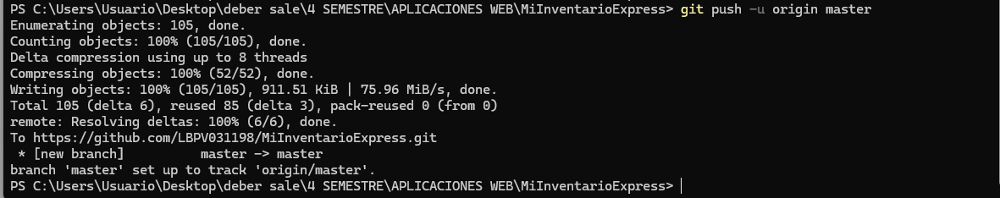 PS C:\Users\Usuario\Desktop\deber sale\4 SEMESTRE\APLICACIONES WEB\MiInventarioExpress> git push -u origin master
Enumerating objects: 105, done.
Counting objects: 100% (105/105), done.
Delta compression using up to 8 threads
Compressing objects: 100% (52/52), done.
Writing objects: 100% (105/105), 911.51 KiB | 75.96 MiB/s, done.
Total 105 (delta 6), reused 85 (delta 3), pack-reused 0 (from 0)
remote: Resolving deltas: 100% (6/6), done.
To https://github.com/LBPV031198/MiInventarioExpress.git
 * [new branch]          master -> master
branch 'master' set up to track 'origin/master'.
PS C:\Users\Usuario\Desktop\deber sale\4 SEMESTRE\APLICACIONES WEB\MiInventarioExpress>